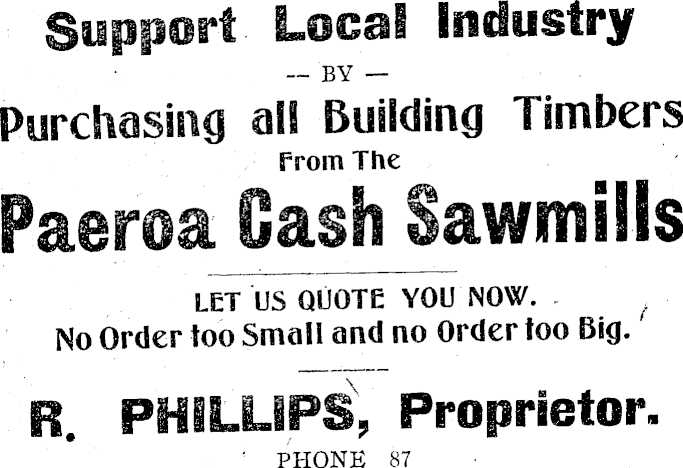 Support Local Industry
— BY —
Purchasing all Building Timbers
From The
Paeroa Cash Sawmills
LET US QUOTE YOU NOW.
No Order too Small and no Order too Big.
R. PHILLIPS, Proprietor.
PHONE 87